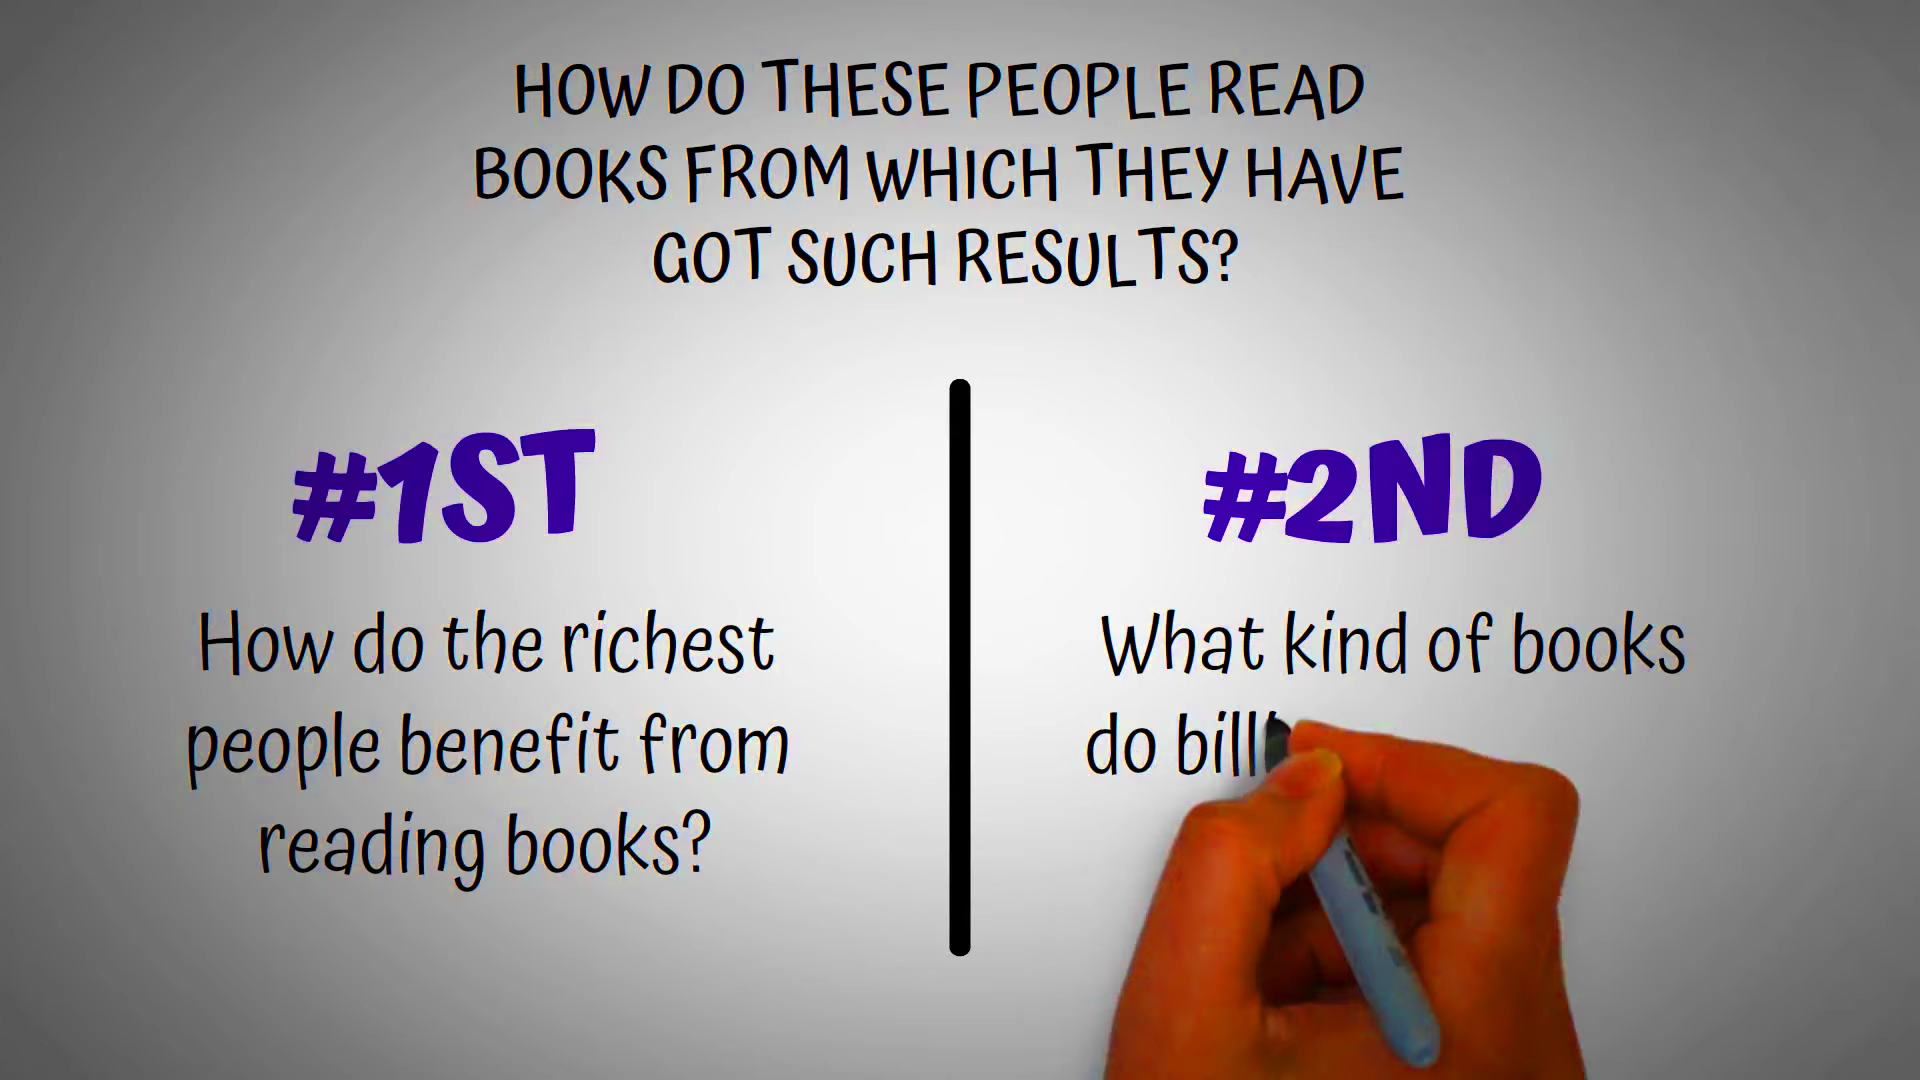 HOW DO THESE PEOPLE READ
BOOKS FROM WHICH THEY HAVE
GOT SUCH RESULTS?
#1ST
How do the richest
people benefit from
reading books?
#2ND
What kind of books
do bill